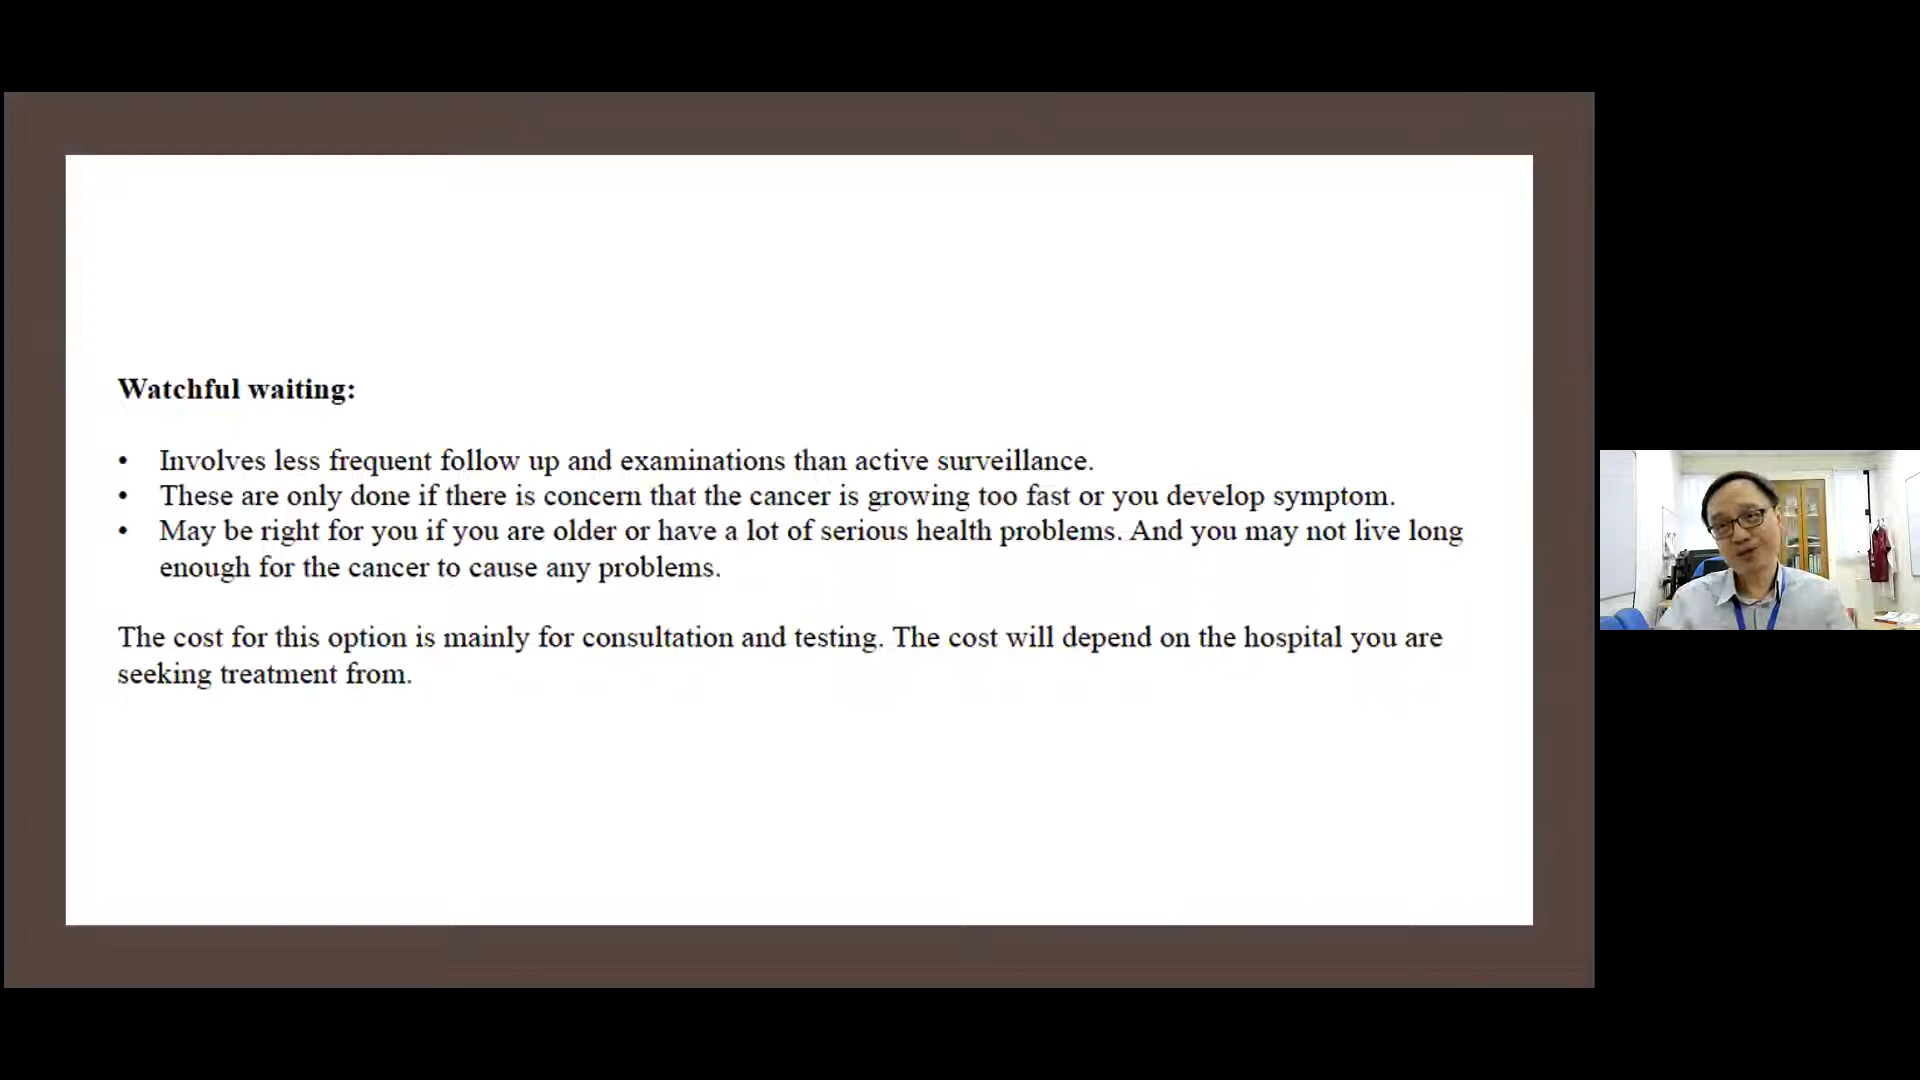 Watchful waiting:
• Involves less frequent follow up and examinations than active surveillance.
• These are only done if there is concern that the cancer is growing too fast or you develop symptom.
• May be right for you if you are older or have a lot of serious health problems. And you may not live long
enough for the cancer to cause any problems.
The cost for this option is mainly for consultation and testing. The cost will depend on the hospital you are
seeking treatment from.